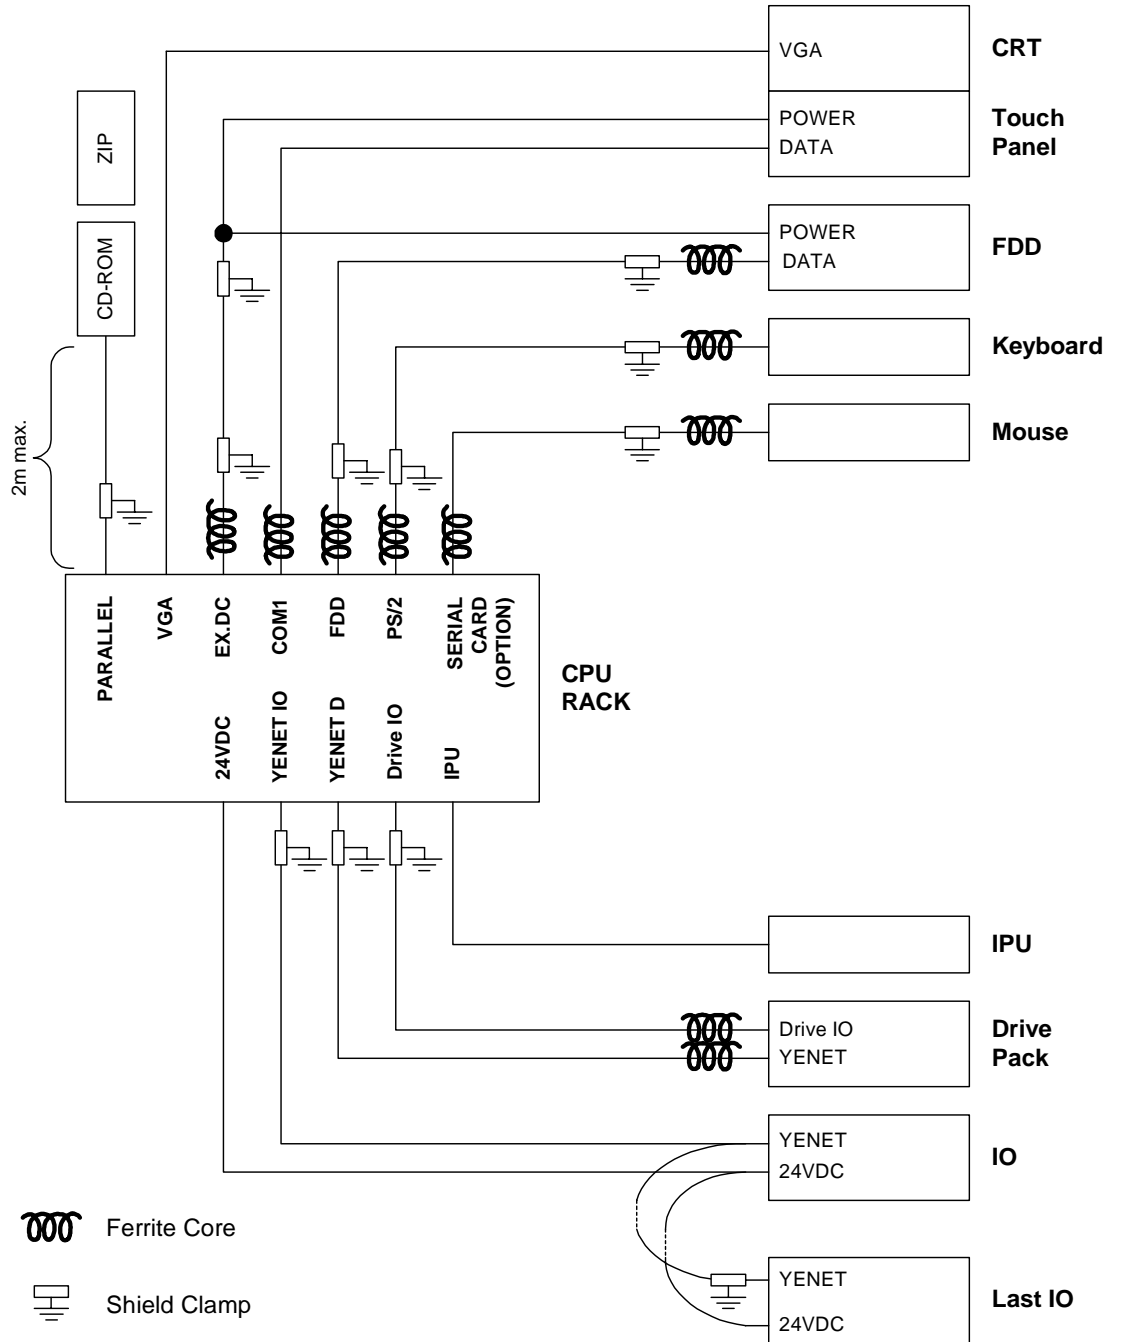 VGA
CRT
POWER
DATA
Touch
Panel
ZIP
POWER
DATA
FDD
CD-ROM
Keyboard
Mouse
2m max.
PARALLEL
VGA
EX.DC
COM1
FDD
PS/2
SERIAL
CARD
(OPTION)
CPU
RACK
24VDC
YENET IO
YENET D
Drive IO
IPU
IPU
Drive IO
YENET
Drive
Pack
YENET
24VDC
IO
Ferrite Core
Shield Clamp
YENET
24VDC
Last IO